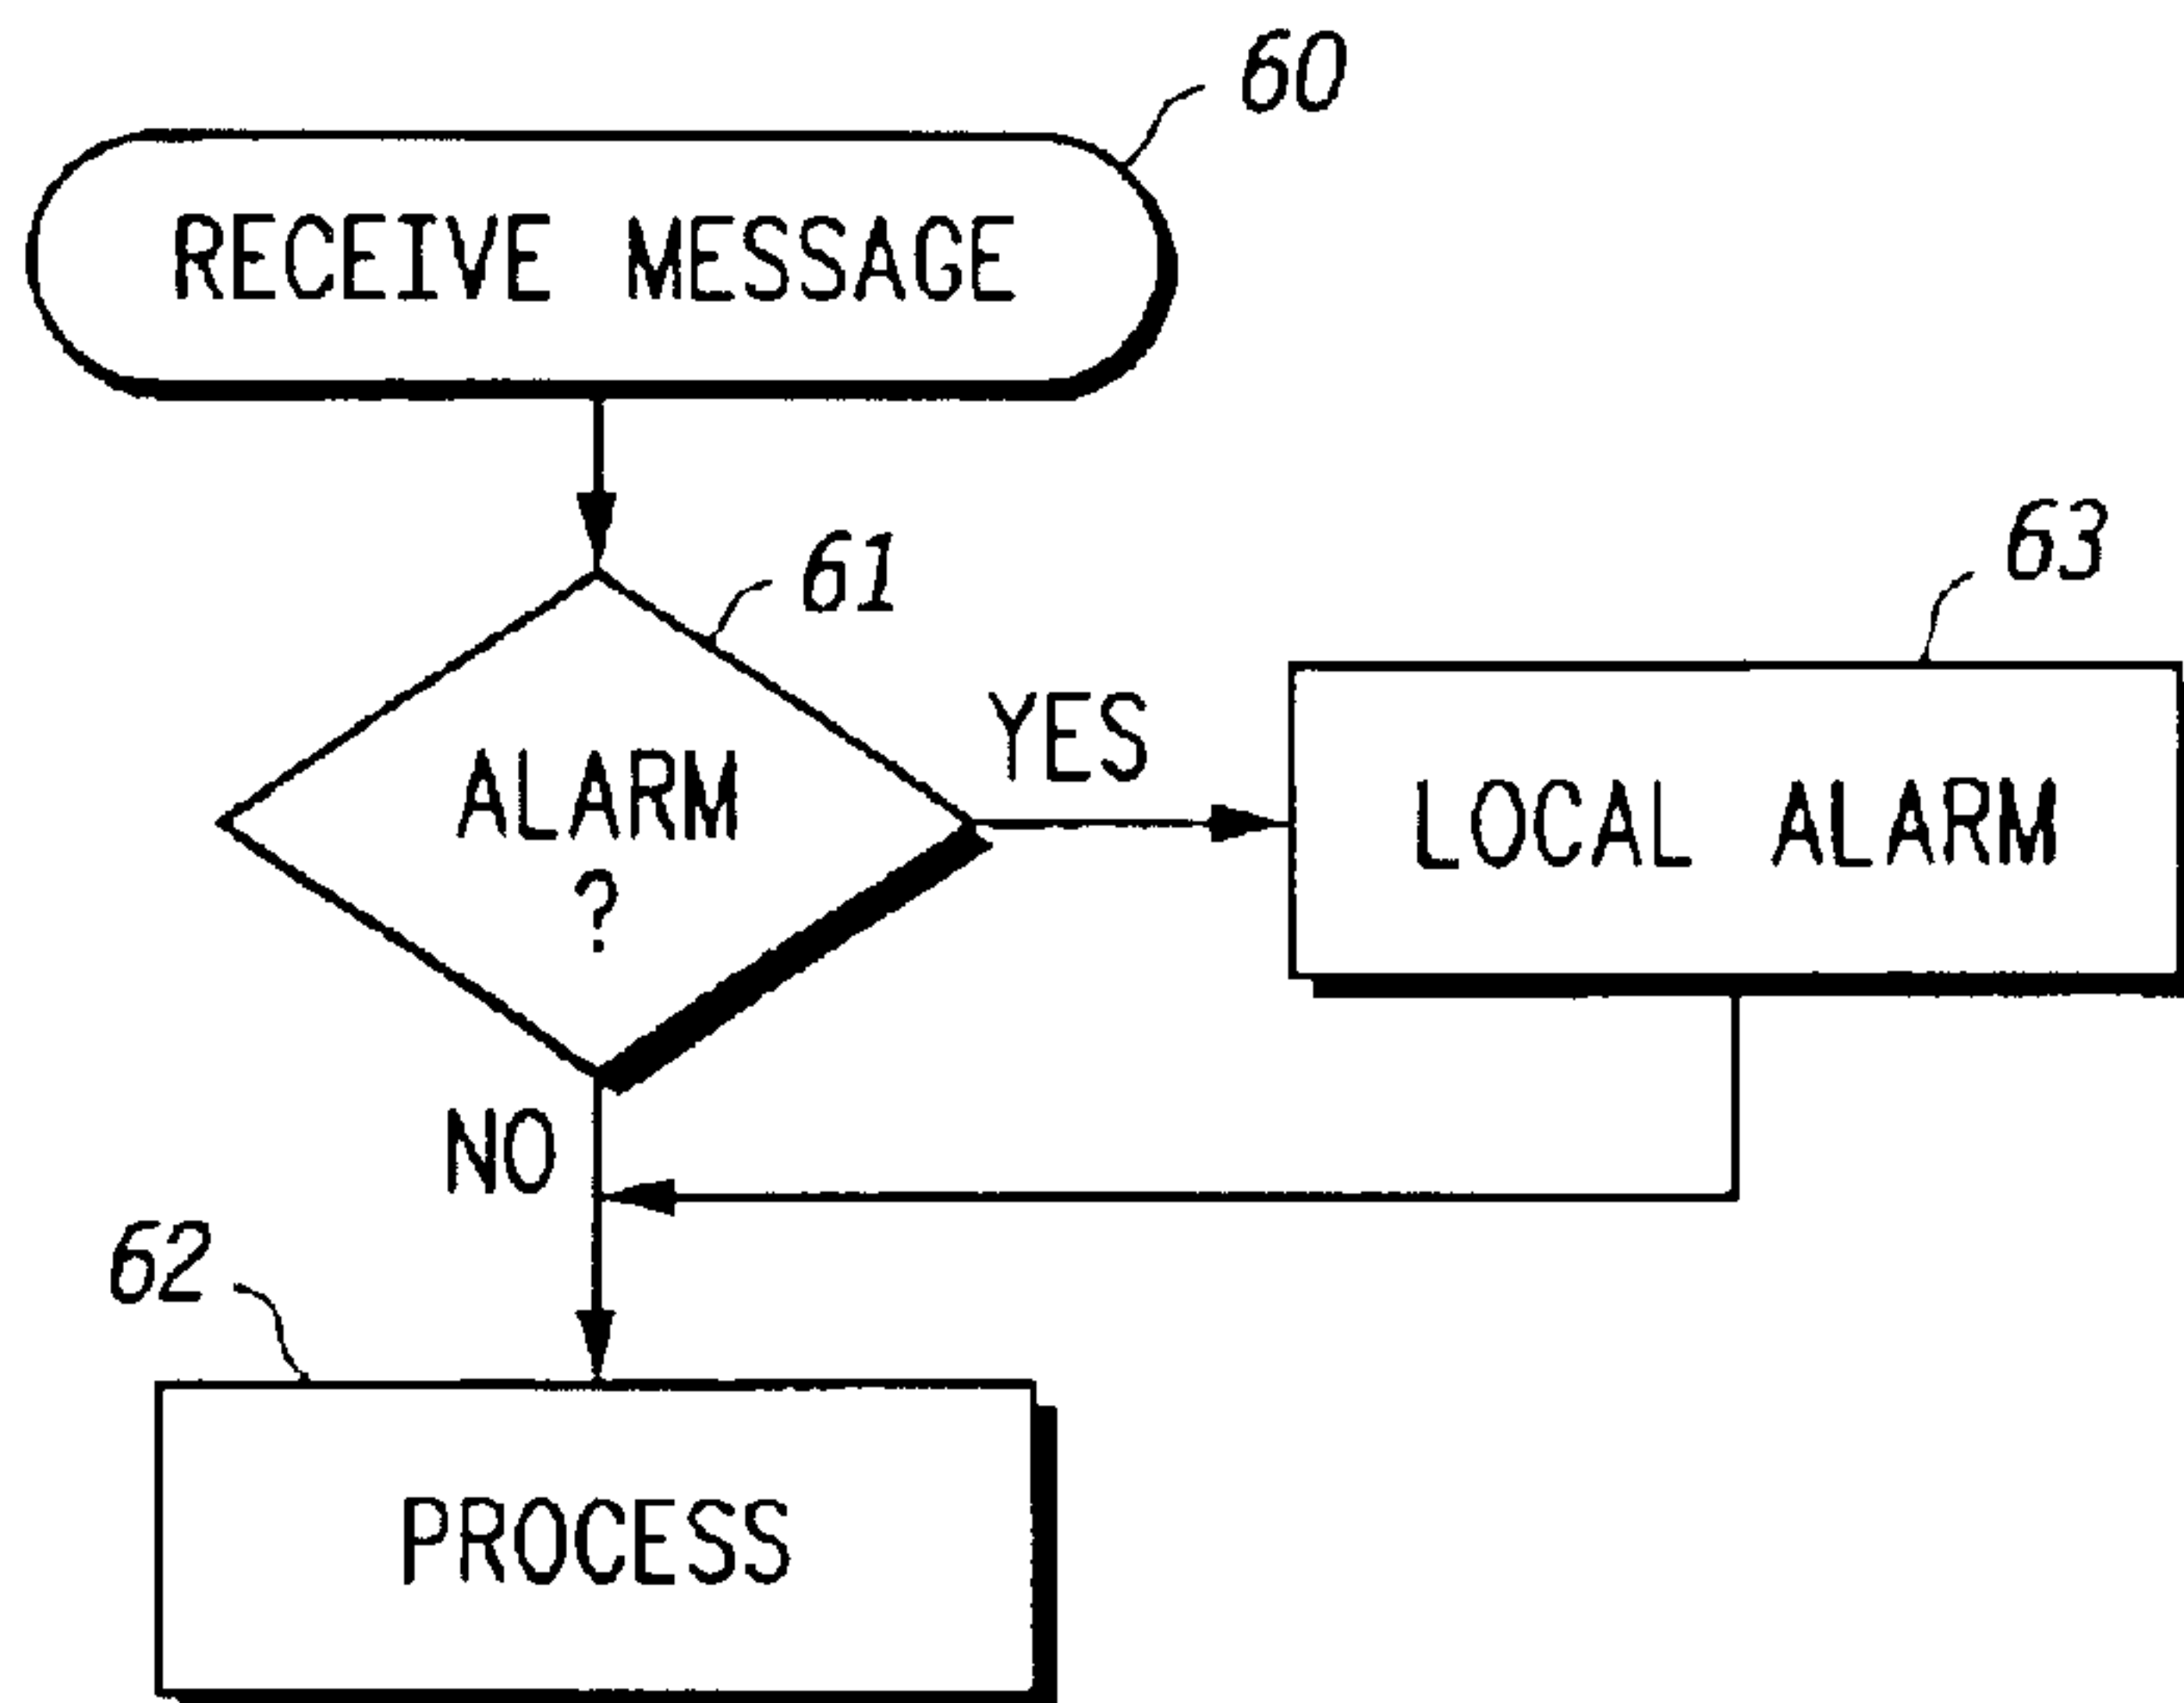 60
RECEIVE MESSAGE
61
63
YES
ALARM
?
LOCAL ALARM
NO
62
PROCESS